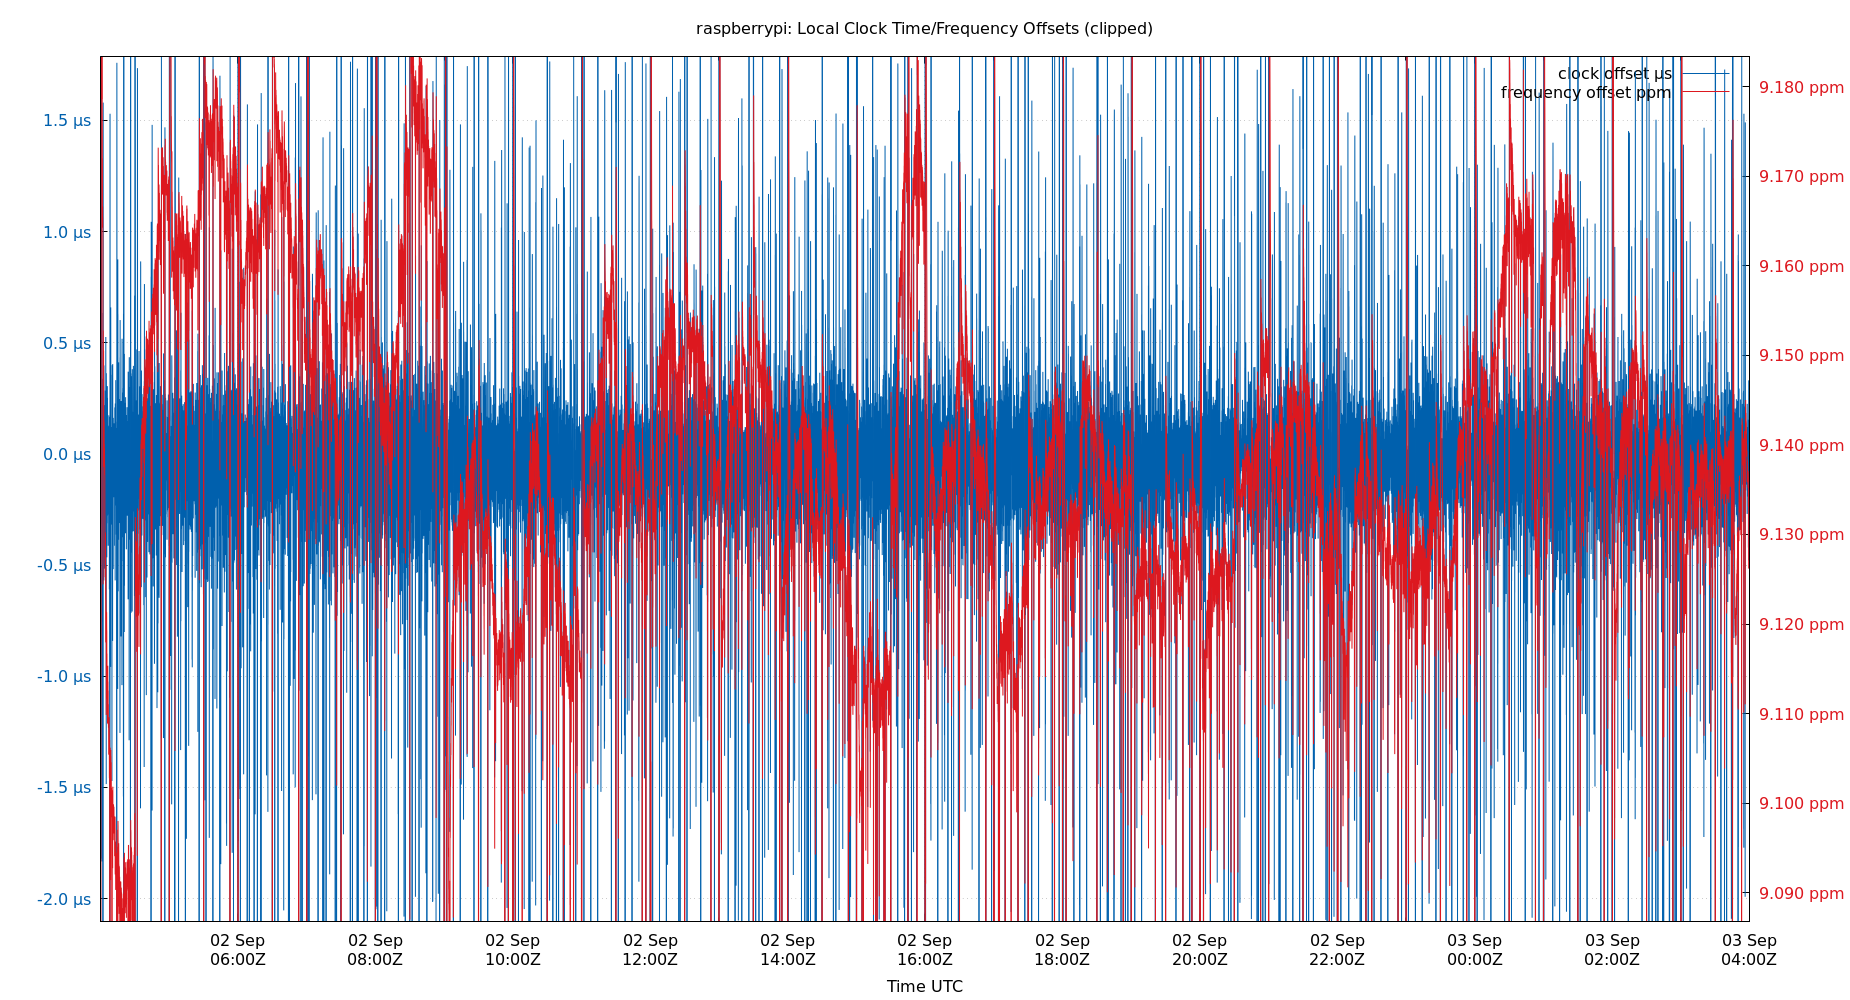 raspberrypi: Local Clock Time/Frequency Offsets (clipped)
clock offset µs
frequency offset ppm
1.5 µs
1.0 µs
0.5 µs
0.0 µs
-0.5 µs
-1.0 µs
-1.5 µs
-2.0 µs
9.180 ppm
9.170 ppm
9.160 ppm
9.150 ppm
9.140 ppm
9.130 ppm
9.120 ppm
9.110 ppm
9.100 ppm
9.090 ppm
02 Sep 02 Sep 02 Sep 02 Sep 02 Sep 02 Sep 02 Sep 02 Sep 02 Sep 03 Sep 03 Sep 03 Sep
06:00Z 08:00Z 10:00Z 12:00Z 14:00Z 16:00Z 18:00Z 20:00Z 22:00Z 00:00Z 02:00Z 04:00Z
Time UTC